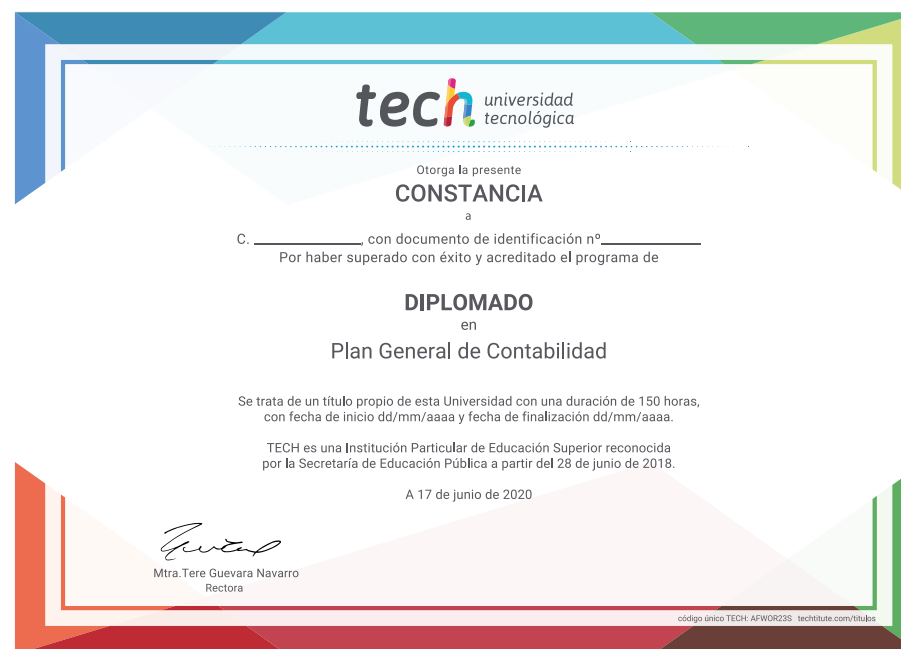 tech universidad
tecnológica
Otorga la presente
CONSTANCIA
a
C. ______________, con documento de identificación nº_____________
Por haber superado con éxito y acreditado el programa de
DIPLOMADO
en
Plan General de Contabilidad
Se trata de un título propio de esta Universidad con una duración de 150 horas,
con fecha de inicio dd/mm/aaaa y fecha de finalización dd/mm/aaaa.
TECH es una Institución Particular de Educación Superior reconocida
por la Secretaría de Educación Pública a partir del 28 de junio de 2018.
A 17 de junio de 2020
Mtra.Tere Guevara Navarro
Rectora
código único TECH: AFWOR23S techtitute.com/titulos